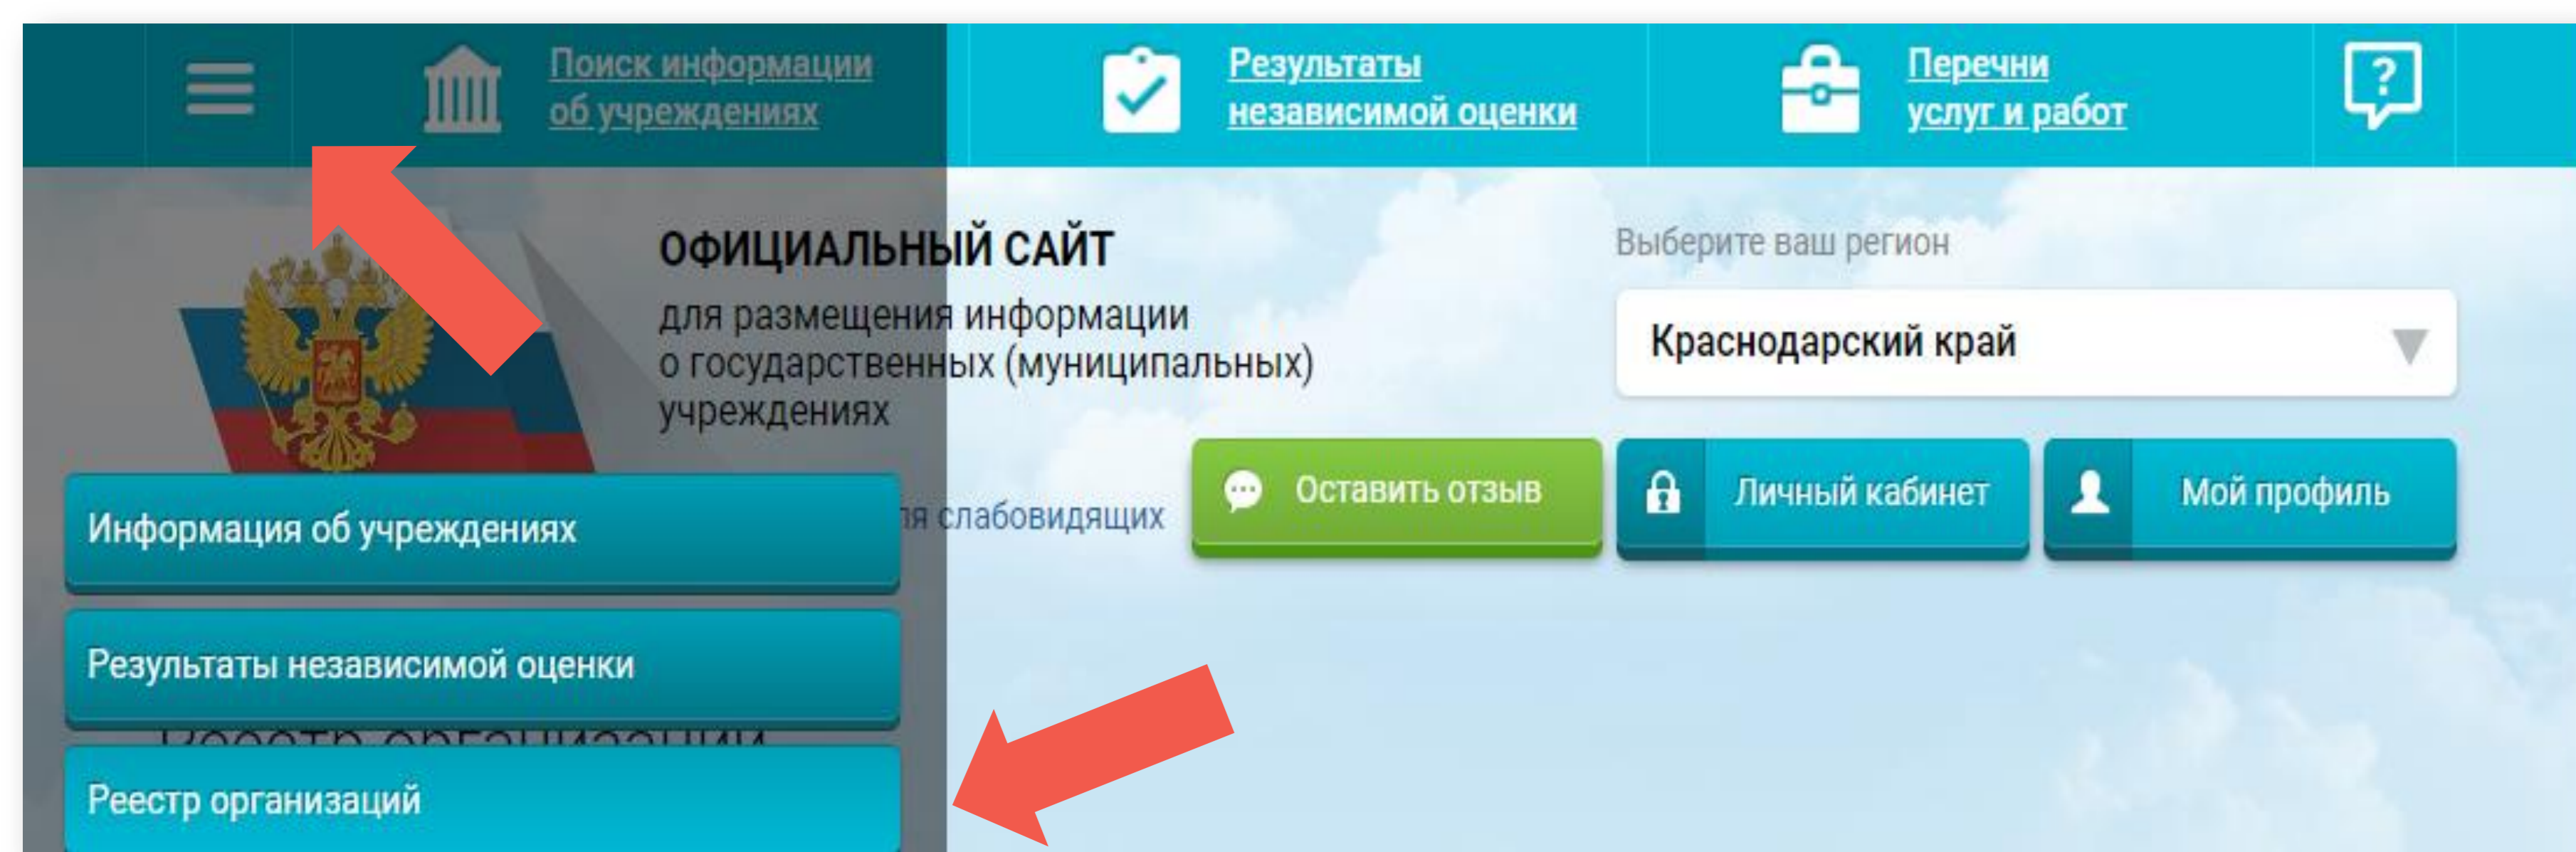 Поиск информации
об учреждениях
Результаты
независимой оценки
Перечни
услуг и работ
?
ОФИЦИАЛЬНЫЙ САЙТ
для размещения информации
о государственных (муниципальных)
учреждениях
Выберите ваш регион
Краснодарский край
слабовидящих
Оставить отзыв
Личный кабинет
Мой профиль
Информация об учреждениях
Результаты независимой оценки
Реестр организаций